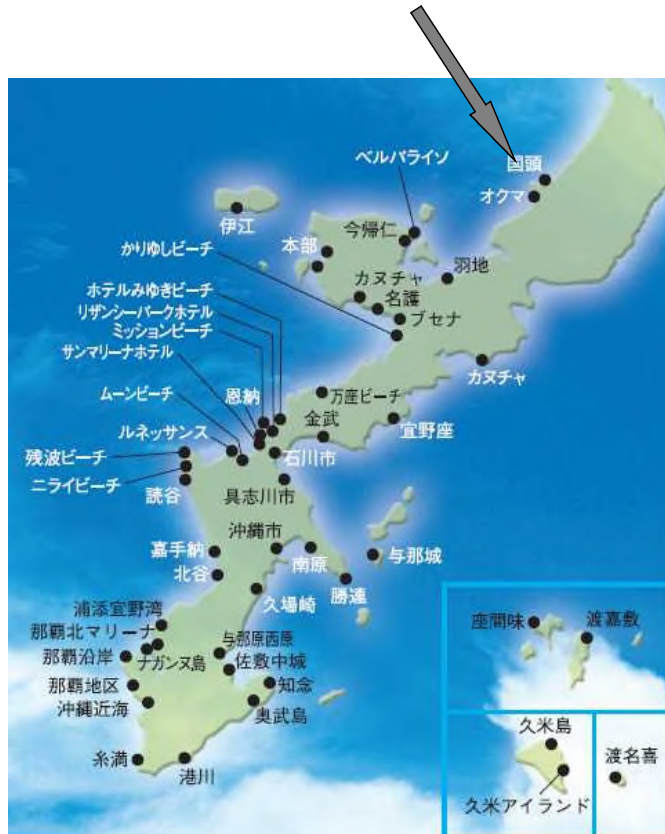 ベルパライソ
国頭
オクマ
伊江
今帰仁
本部
かりゆしビーチ
羽地
カヌチャ
ホテルみゆきビーチ
名護
リザンシーパークホテル
ブセナ
ミッションビーチ
サンマリーナホテル
カヌチャ
ムーンビーチ
恩納
万座ビーチ
金武
宜野座
ルネッサンス
残波ビーチ
石川市
ニライビーチ
読谷
具志川市
沖縄市
嘉手納
南原
与那城
北谷
勝連
久場崎
浦添宜野湾
那覇北マリーナ
与那原西原
那覇沿岸
ナガンヌ島
佐敷中城
那覇地区
知念
沖縄近海
奥武島
糸満
港川
座間味
渡嘉敷
久米島
渡名喜
久米アイランド